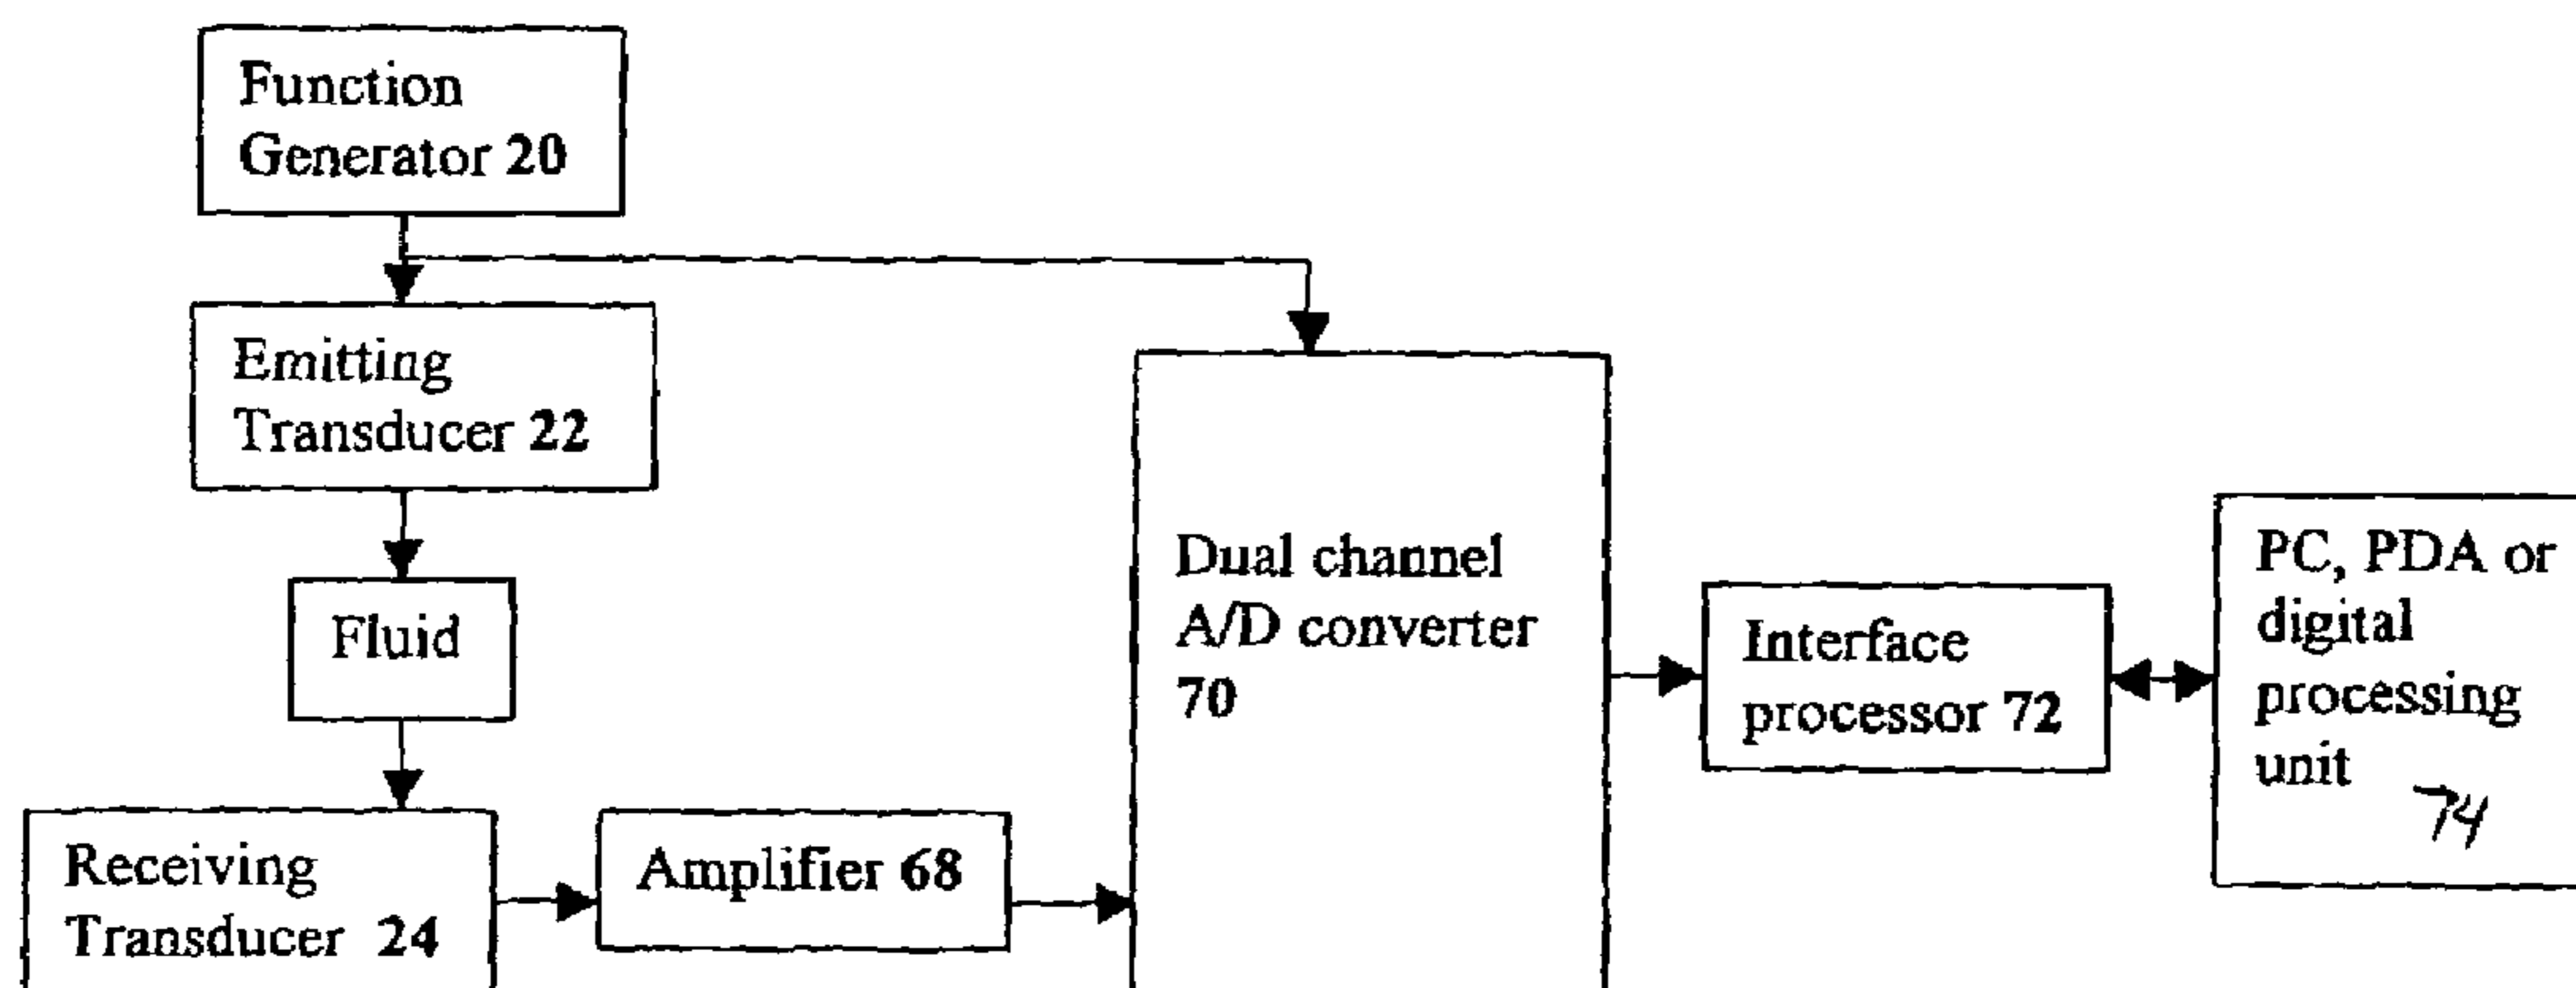 Function
Generator 20
Emitting
Transducer 22
Fluid
Receiving
Transducer 24
Amplifier 68
Dual channel
A/D converter
70
Interface
processor 72
PC, PDA or
digital
processing
unit
74